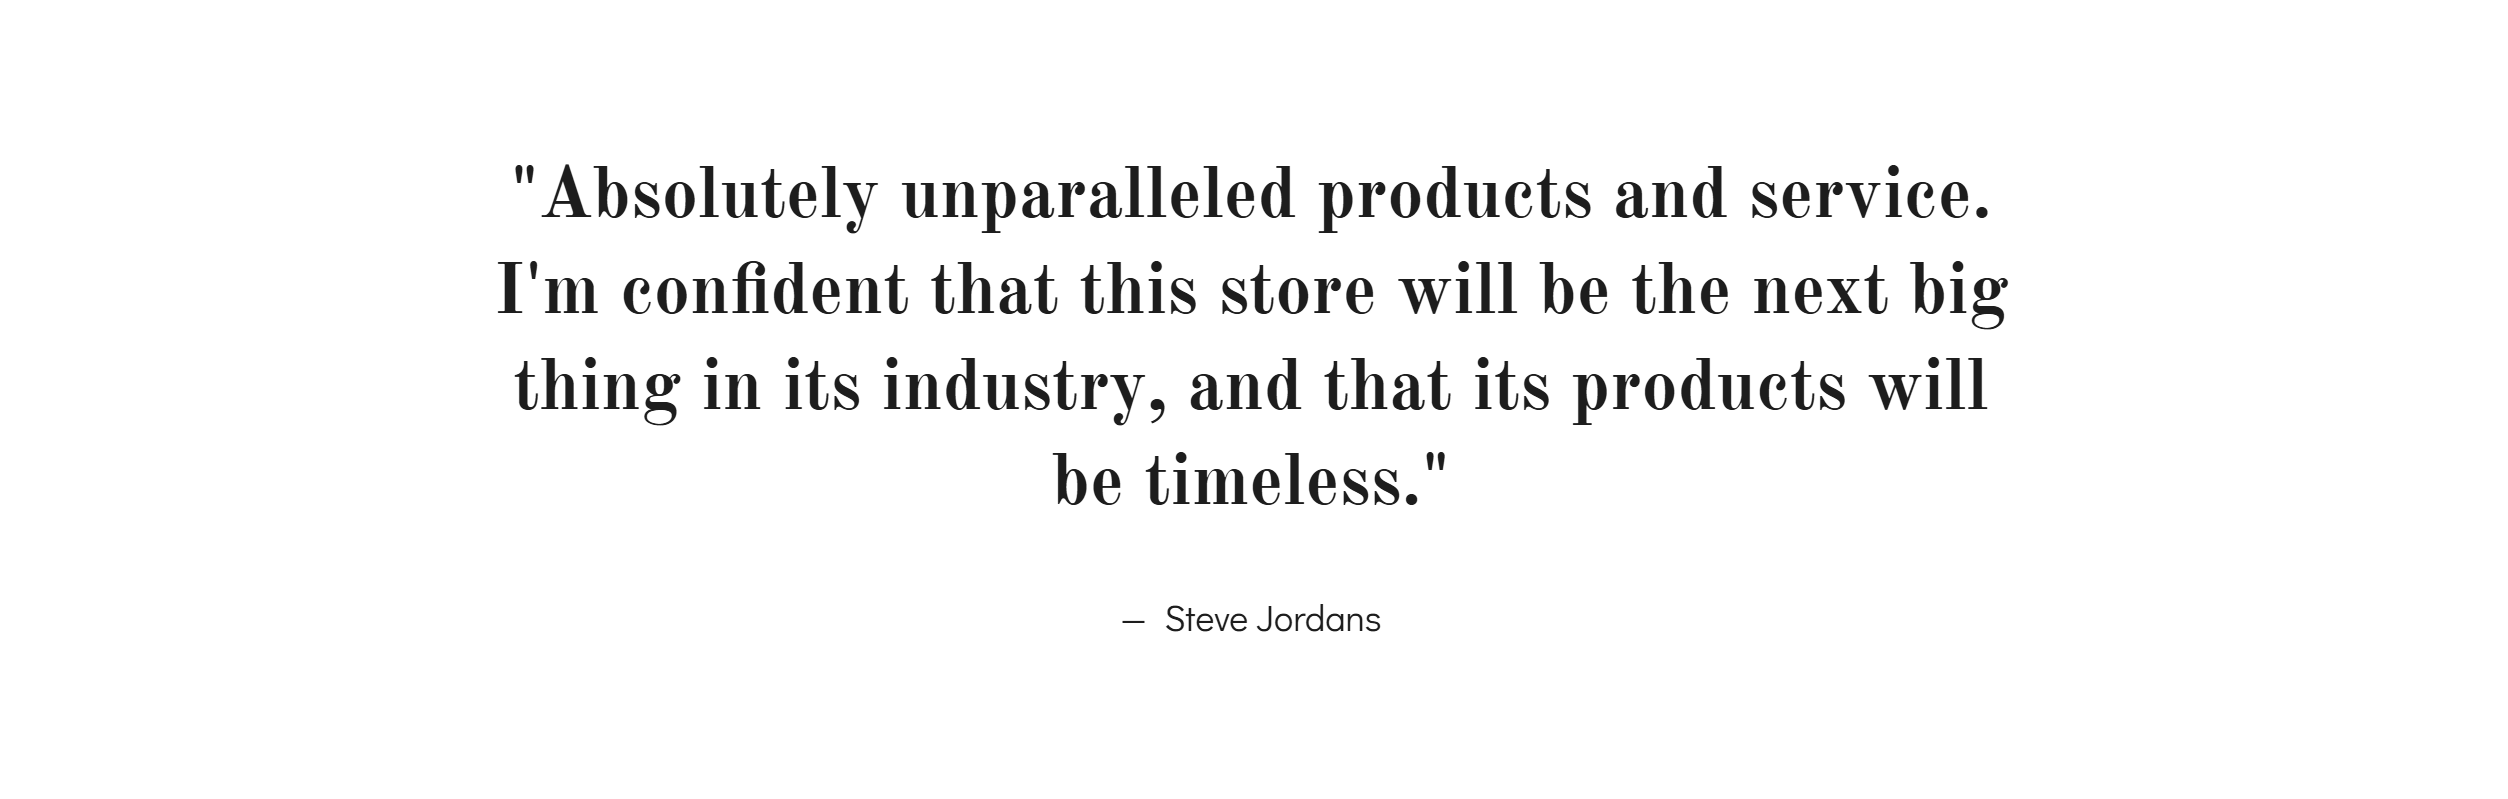 "Absolutely unparalleled products and service.
I'm confident that this store will be the next big
thing in its industry, and that its products will
be timeless."
— Steve Jordans